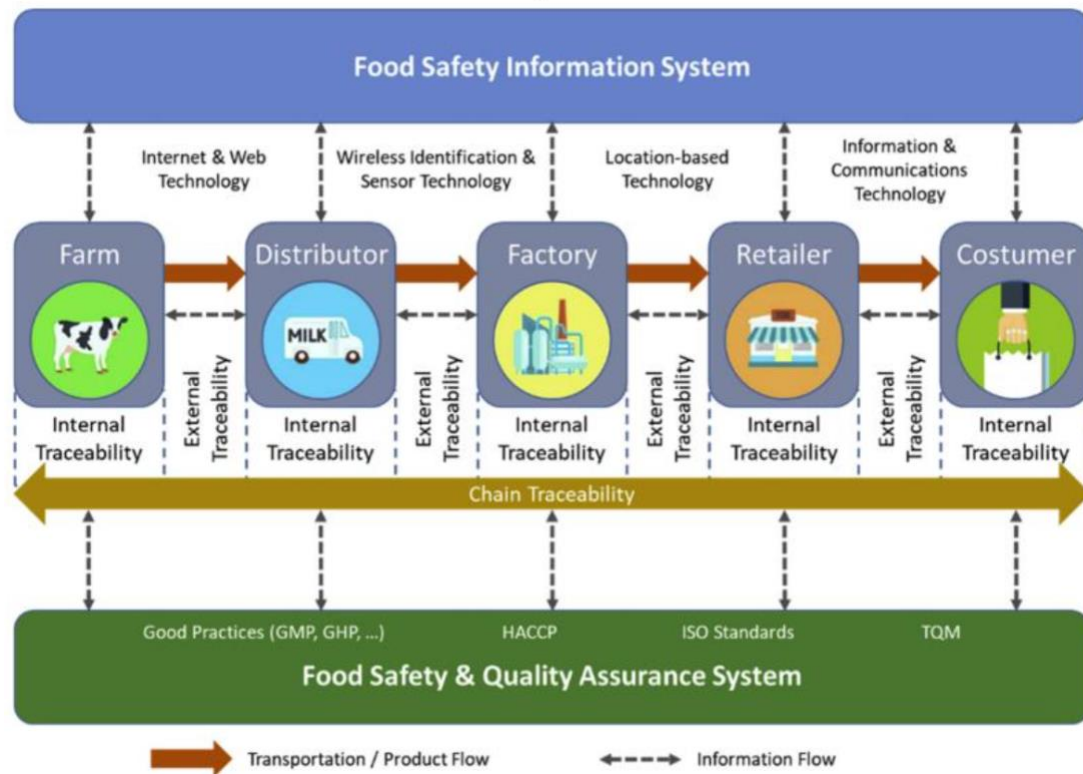 Food Safety Information System
Internet & Web
Technology
Wireless Identification &
Sensor Technology
Location-based
Technology
Information &
Communications
Technology
Farm
Distributor
Factory
Retailer
Costumer
MILK
Internal
Traceability
External
Traceability
Internal
Traceability
External
Traceability
Internal
Traceability
External
Traceability
Internal
Traceability
External
Traceability
Internal
Traceability
Chain Traceability
Good Practices (GMP, GHP, ...)
HACCP
ISO Standards
TQM
Food Safety & Quality Assurance System
Transportation / Product Flow
Information Flow